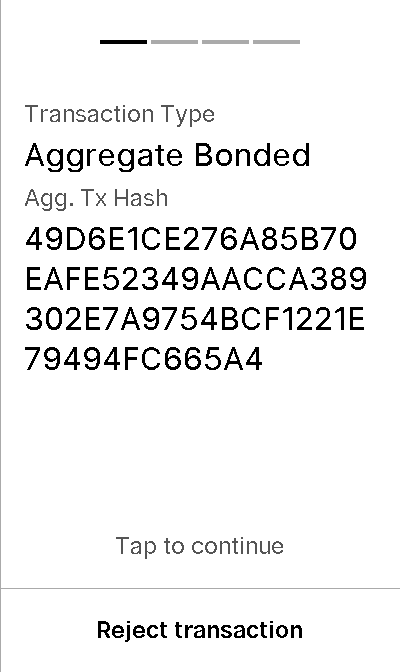 Transaction Type
Aggregate Bonded
Agg. Tx Hash
49D6E1CE276A85B70
EAFE52349AACCA389
302E7A9754BCF1221E
79494FC665A4
Tap to continue
Reject transaction